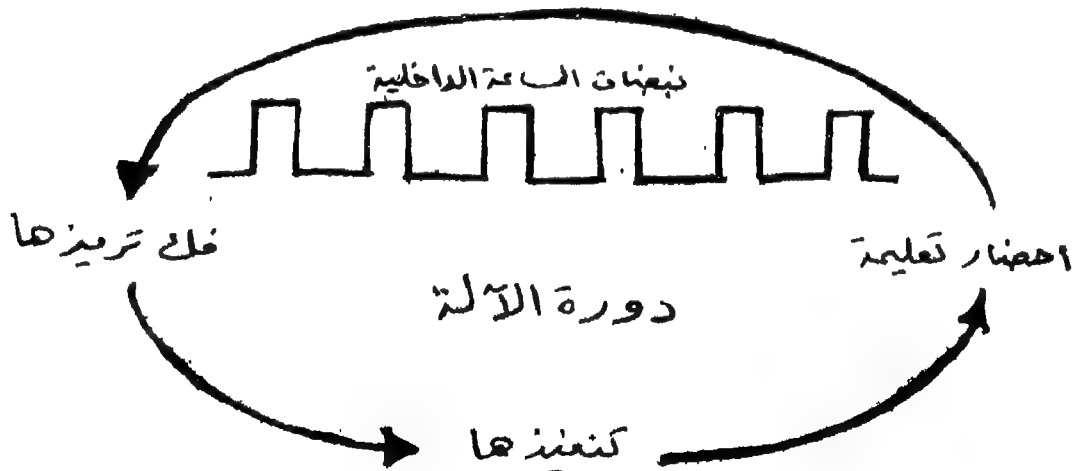 نبضات الساعة الداخلية
احضار تعليمة
فك ترميزها
دورة الآلة
تنفيذها